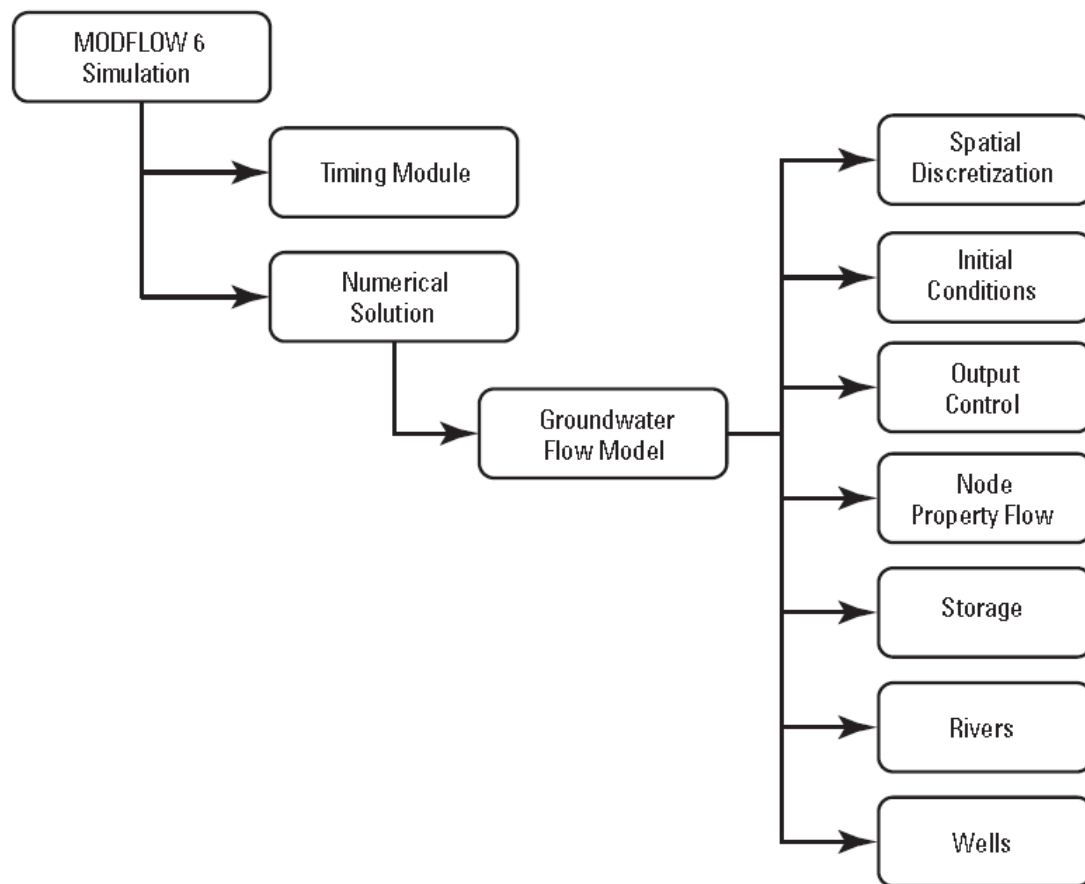 MODFLOW 6
Simulation
Timing Module
Numerical
Solution
Groundwater
Flow Model
Spatial
Discretization
Initial
Conditions
Output
Control
Node
Property Flow
Storage
Rivers
Wells